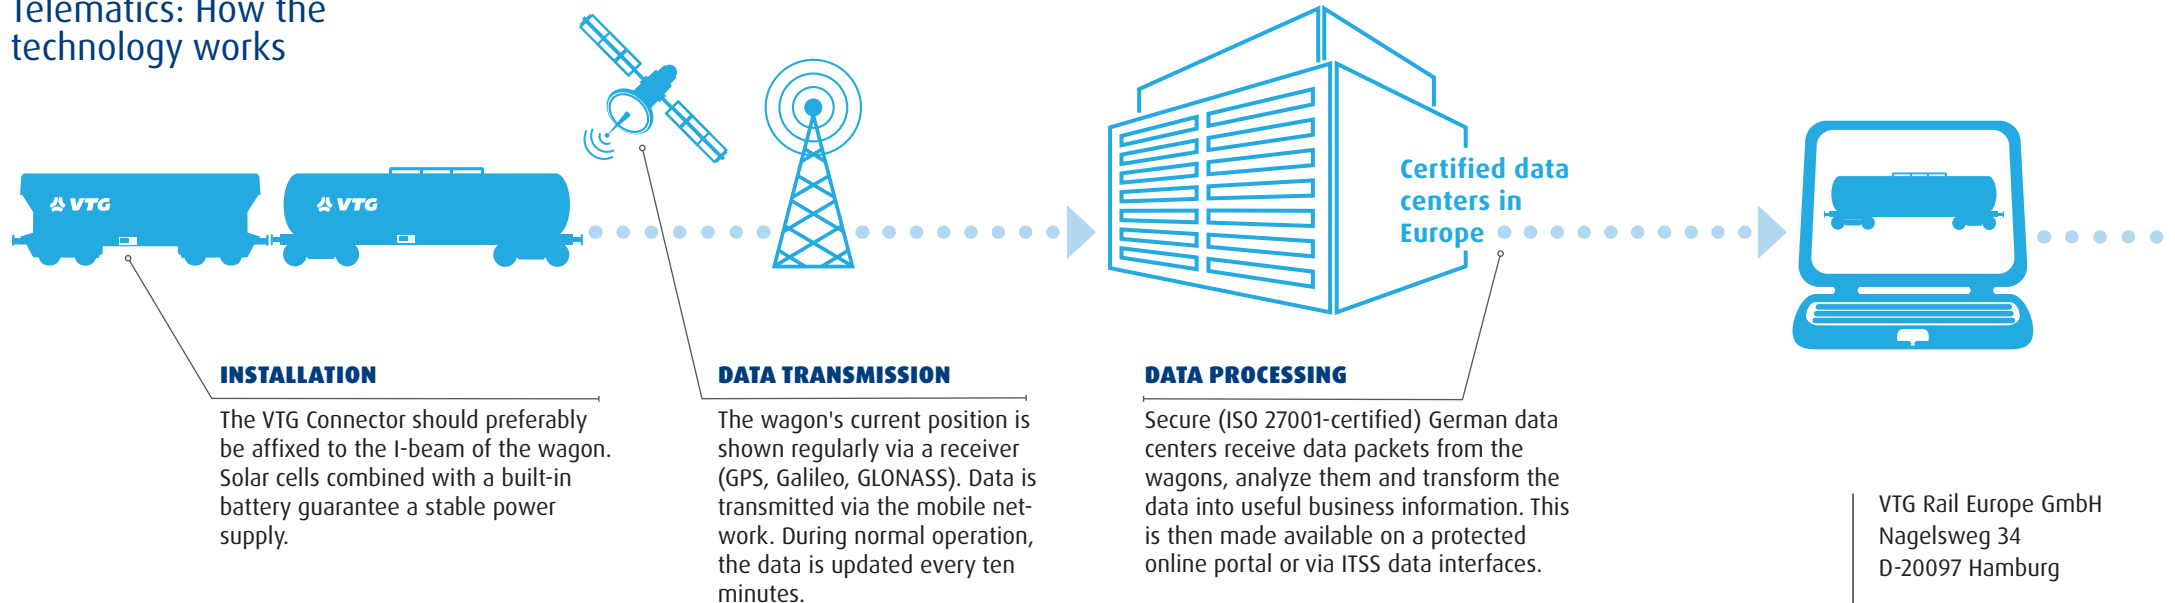 Telematics: How the
technology works
VTG
VTG
Certified data
centers in
Europe
INSTALLATION
The VTG Connector should preferably
be affixed to the I-beam of the wagon.
Solar cells combined with a built-in
battery guarantee a stable power
supply.
DATA TRANSMISSION
The wagon's current position is
shown regularly via a receiver
(GPS, Galileo, GLONASS). Data is
transmitted via the mobile net-
work. During normal operation,
the data is updated every ten
minutes.
DATA PROCESSING
Secure (ISO 27001-certified) German data
centers receive data packets from the
wagons, analyze them and transform the
data into useful business information. This
is then made available on a protected
online portal or via ITSS data interfaces.
VTG Rail Europe GmbH
Nagelsweg 34
D-20097 Hamburg